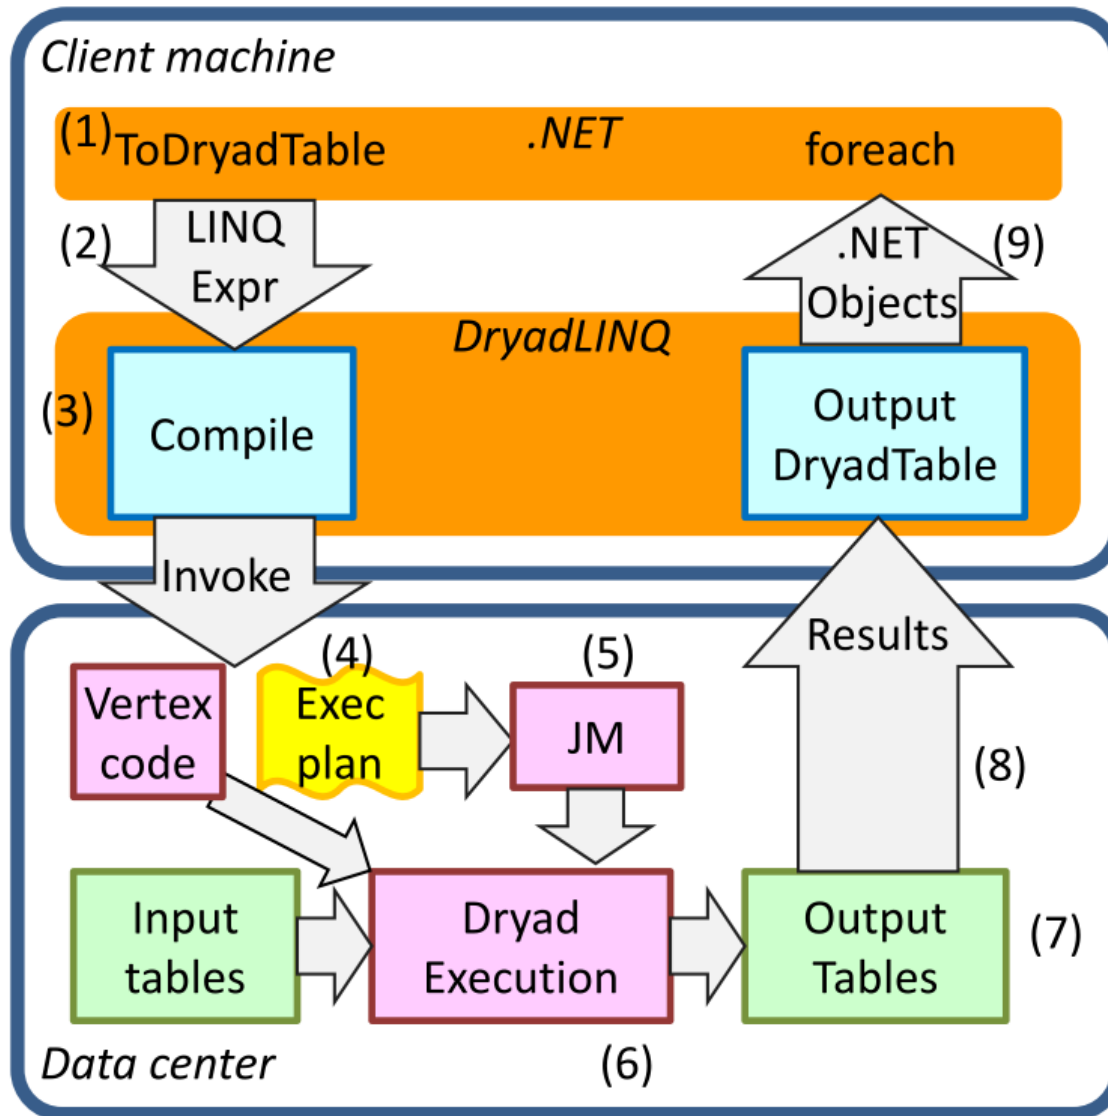 Client machine
(1) ToDryadTable .NET foreach
(2) LINQ Expr
.NET Objects (9)
DryadLINQ
(3) Compile
Output
DryadTable
Invoke
Results
(4) (5)
Vertex
code
Exec
plan
JM
(8)
Input
tables
Dryad
Execution
Output
Tables
(7)
Data center
(6)